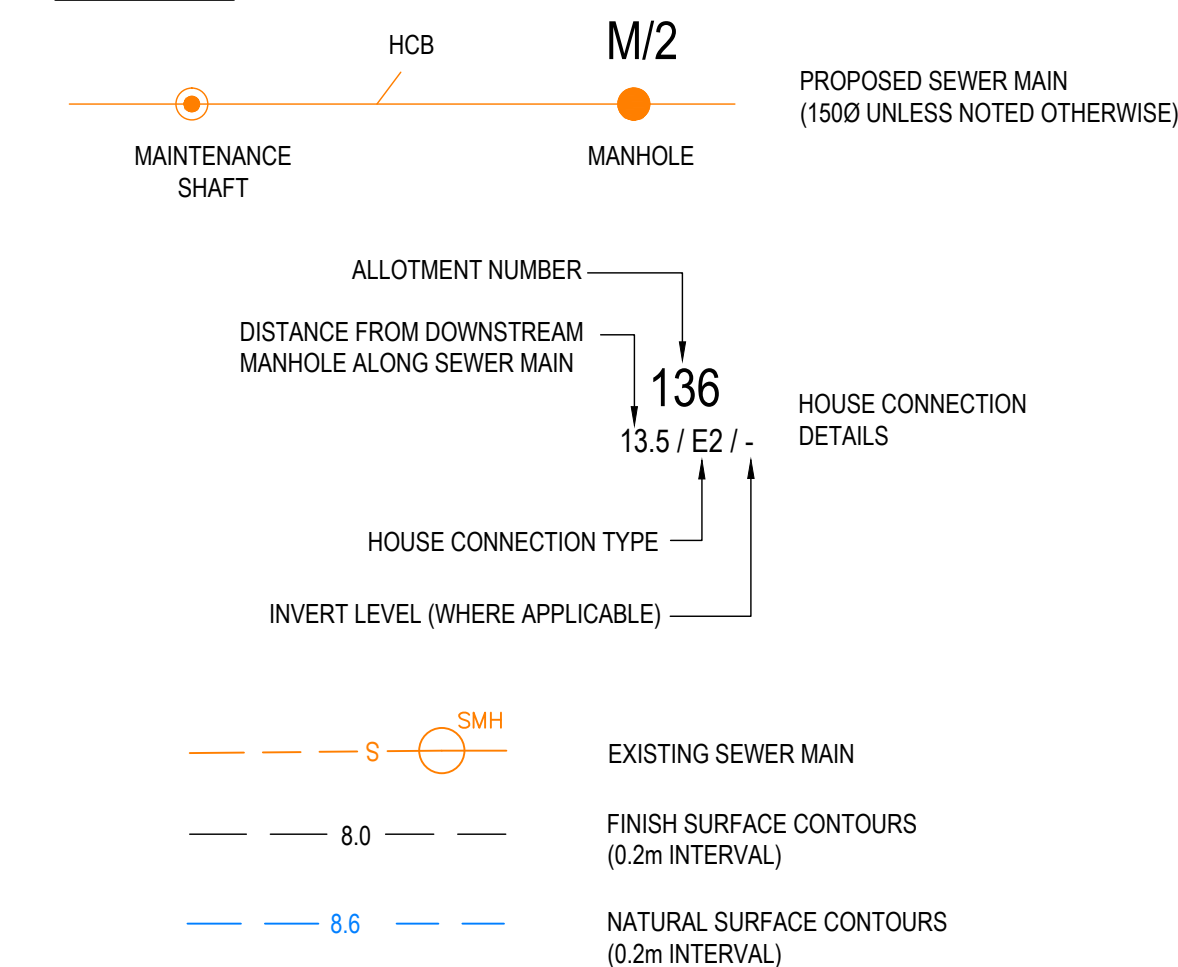 HCB
M/2
PROPOSED SEWER MAIN
(150Ø UNLESS NOTED OTHERWISE)
MAINTENANCE
SHAFT
MANHOLE
ALLOTMENT NUMBER
DISTANCE FROM DOWNSTREAM
MANHOLE ALONG SEWER MAIN
136
13.5 / E2 / -
HOUSE CONNECTION
DETAILS
HOUSE CONNECTION TYPE
INVERT LEVEL (WHERE APPLICABLE)
SMH
S
EXISTING SEWER MAIN
8.0
FINISH SURFACE CONTOURS
(0.2m INTERVAL)
8.6
NATURAL SURFACE CONTOURS
(0.2m INTERVAL)